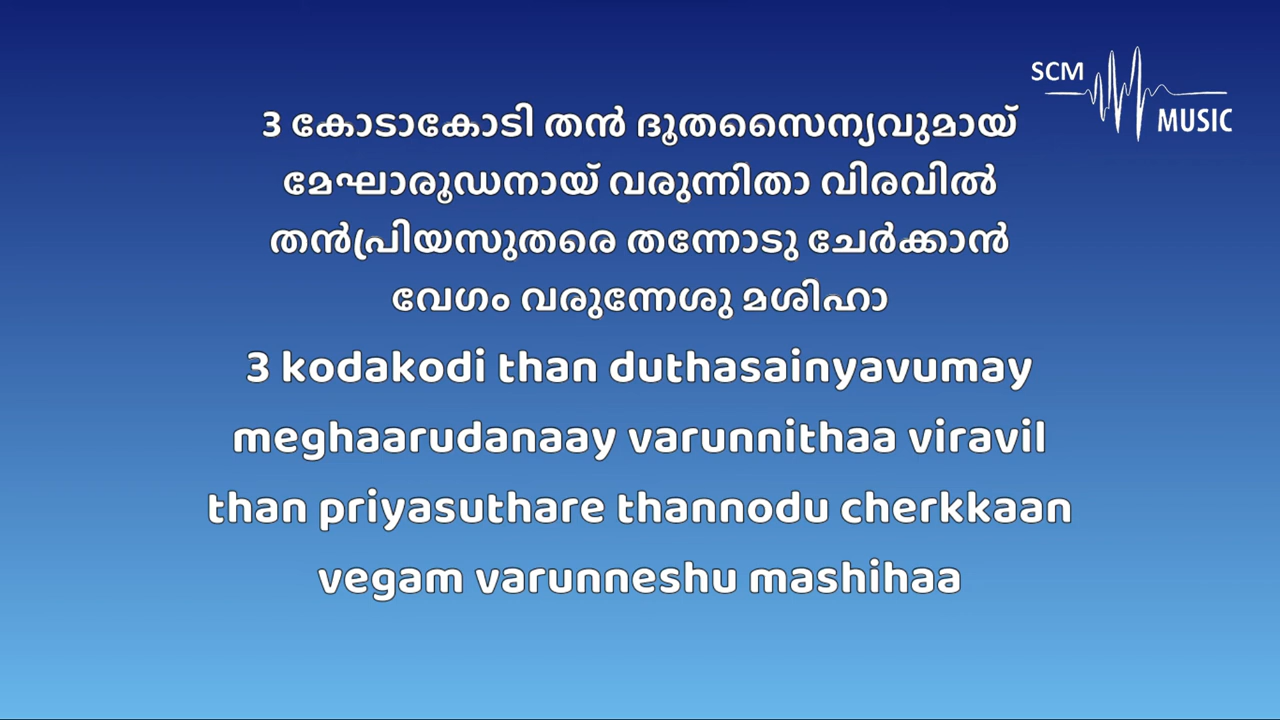 SCM
MUSIC
3 കോടാകോടി തൻ ദൂതസൈന്യവുമായ്
മേഘാരൂഡനായ് വരുന്നിതാ വിരവിൽ
തൻപ്രിയസുതരെ തന്നോടു ചേർക്കാൻ
വേഗം വരുന്നേശു മശിഹാ
3 kodakodi than duthasainyavumay
meghaarudanaay varunnithaa viravil
than priyasuthare thannodu cherkkaan
vegam varunneshu mashihaa